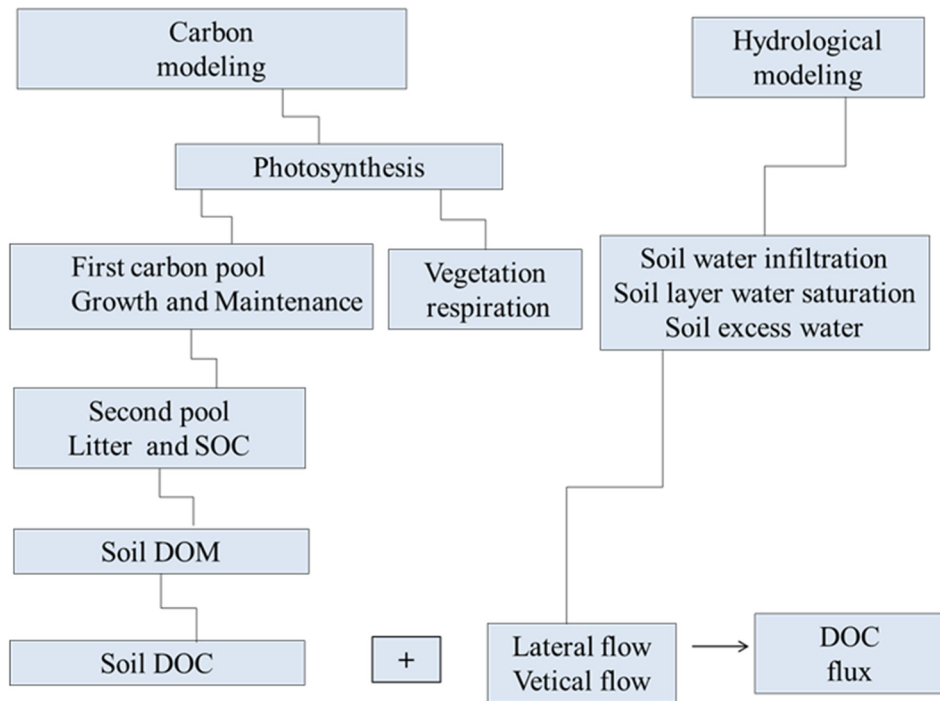 Carbon
modeling
Hydrological
modeling
Photosynthesis
First carbon pool
Growth and Maintenance
Vegetation
respiration
Soil water infiltration
Soil layer water saturation
Soil excess water
Second pool
Litter and SOC
Soil DOM
Soil DOC
+
Lateral flow
Vetical flow
DOC
flux